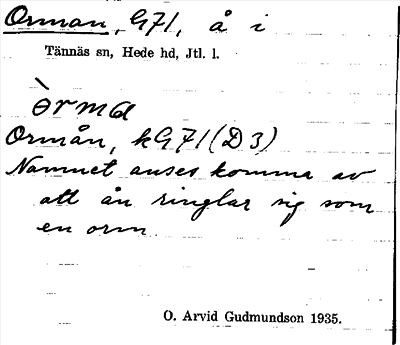 Orman, G71, å i
Tännäs sn, Hede hd, Jtl. l.
òrma
Ormån, kG71(D3)
Namnet anses komma av
att ån ringlar sig som
en orm.
O. Arvid Gudmundson 1935.